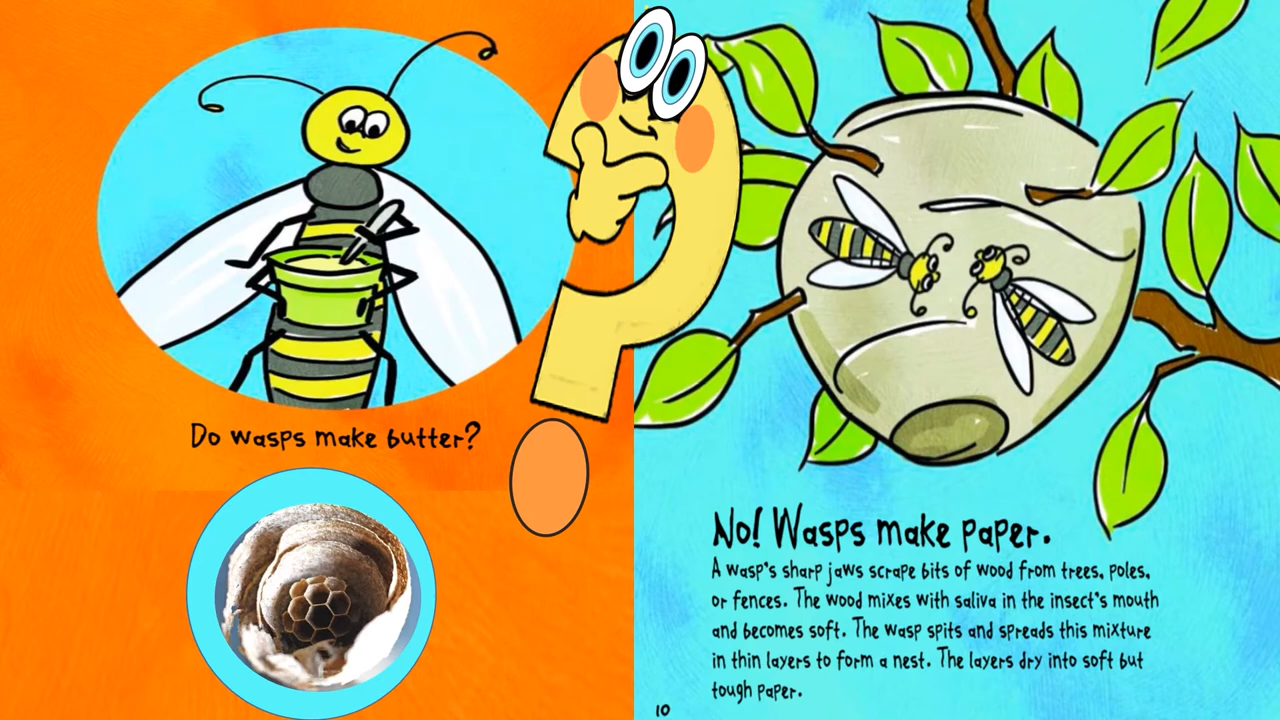 Do wasps make butter?
No! Wasps make paper.
A wasp's sharp jaws scrape bits of wood from trees, poles,
or fences. The wood mixes with saliva in the insect's mouth
and becomes soft. The wasp spits and spreads this mixture
in thin layers to form a nest. The layers dry into soft but
tough paper.
10